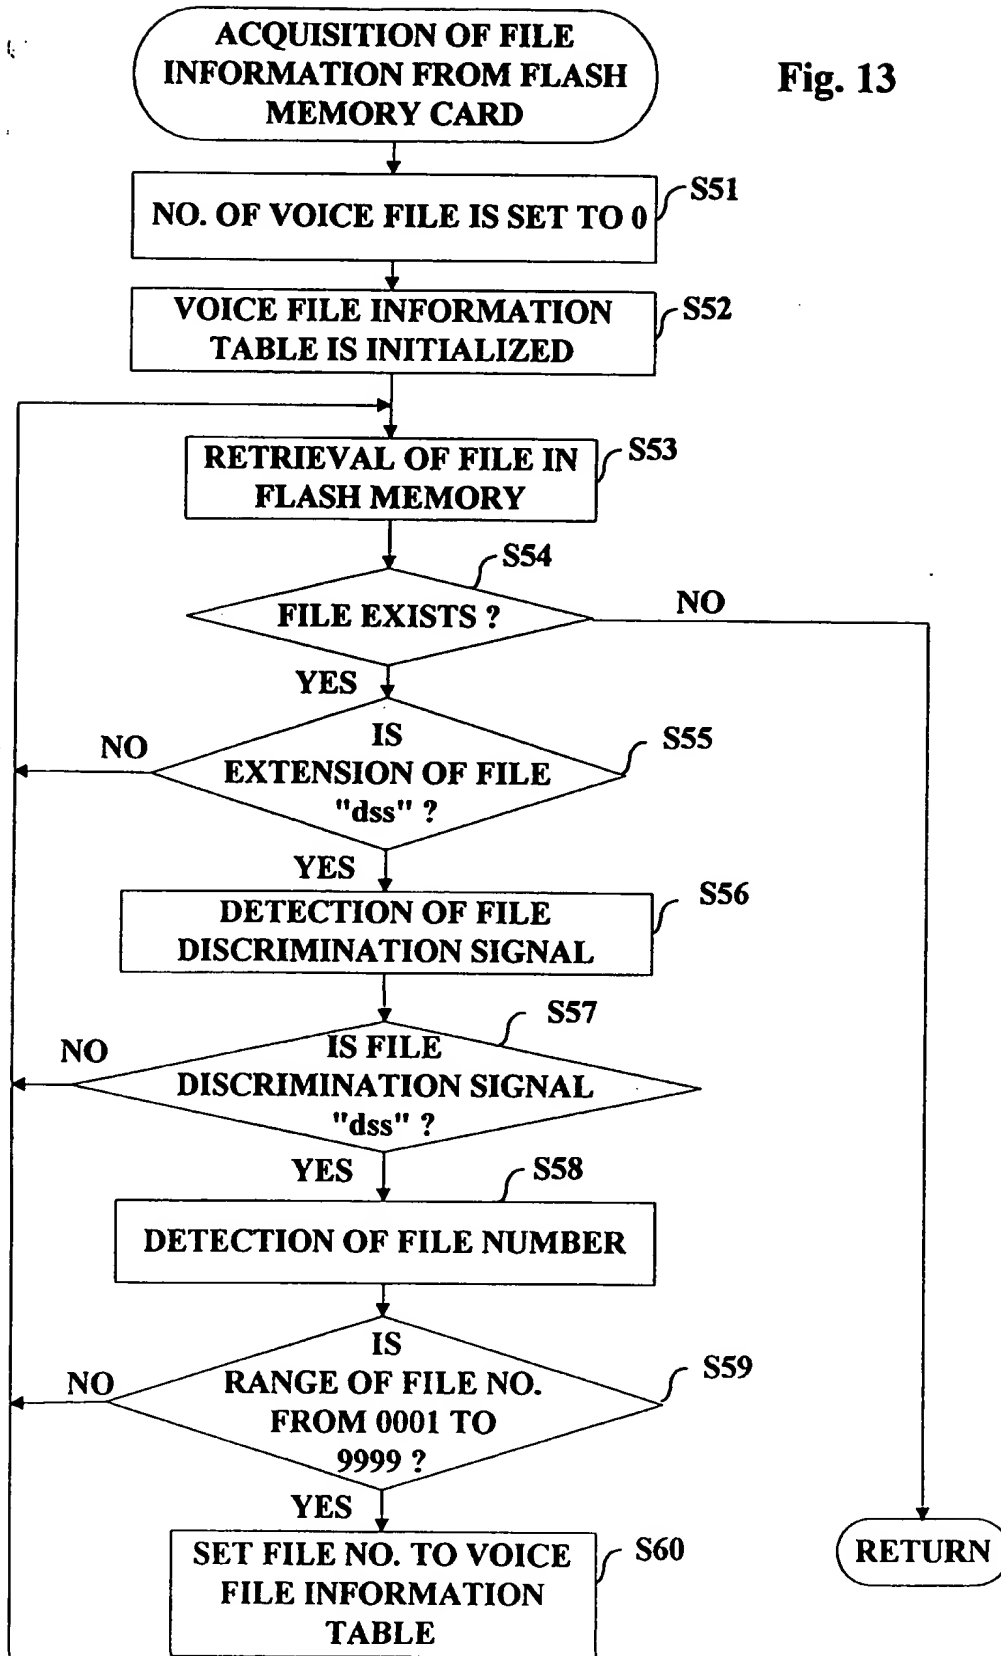 ACQUISITION OF FILE
INFORMATION FROM FLASH
MEMORY CARD
Fig. 13
NO. OF VOICE FILE IS SET TO 0
S51
VOICE FILE INFORMATION
TABLE IS INITIALIZED
S52
RETRIEVAL OF FILE IN
FLASH MEMORY
S53
S54
FILE EXISTS ?
NO
YES
IS
EXTENSION OF FILE
"dss" ?
NO
S55
YES
DETECTION OF FILE
DISCRIMINATION SIGNAL
S56
S57
NO
IS FILE
DISCRIMINATION SIGNAL
"dss" ?
YES
S58
DETECTION OF FILE NUMBER
IS
RANGE OF FILE NO.
FROM 0001 TO
9999 ?
NO
S59
YES
SET FILE NO. TO VOICE
FILE INFORMATION
TABLE
S60
RETURN